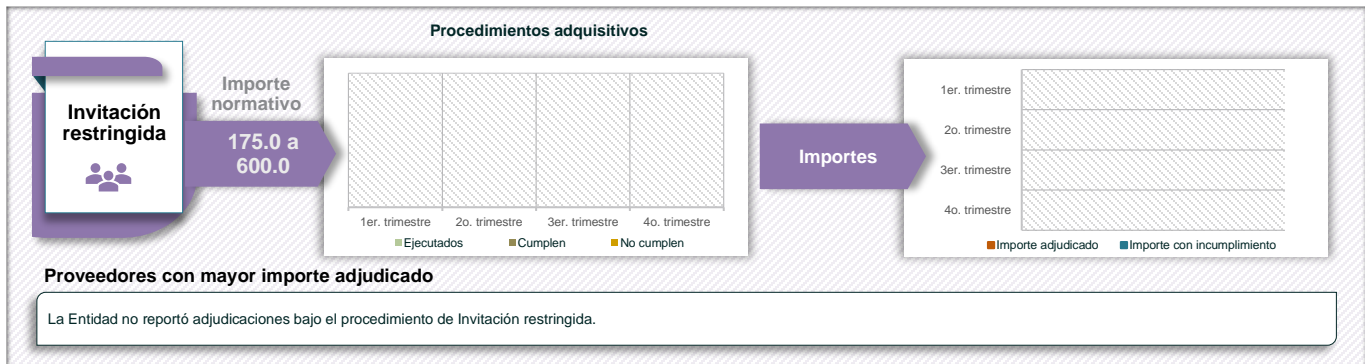 Procedimientos adquisitivos
Invitación
restringida
Importe
normativo
175.0 a
600.0
1er. trimestre 2o. trimestre 3er. trimestre 4o. trimestre
Ejecutados Cumplen No cumplen
Importes
1er. trimestre
2o. trimestre
3er. trimestre
4o. trimestre
Importe adjudicado Importe con incumplimiento
Proveedores con mayor importe adjudicado
La Entidad no reportó adjudicaciones bajo el procedimiento de Invitación restringida.